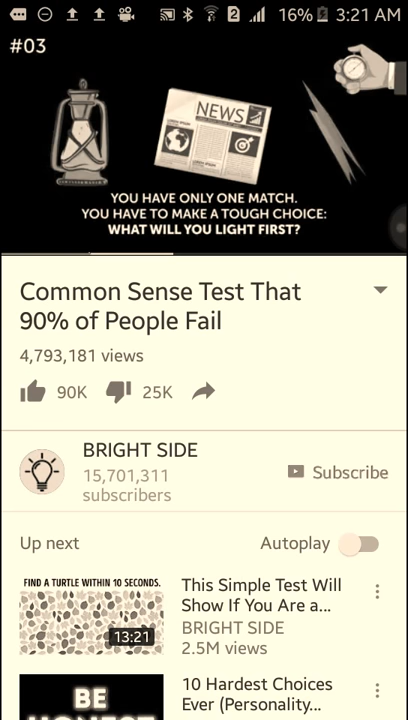 16% 3:21 AM
#03
NEWS
YOU HAVE ONLY ONE MATCH.
YOU HAVE TO MAKE A TOUGH CHOICE:
WHAT WILL YOU LIGHT FIRST?
Common Sense Test That
90% of People Fail
4,793,181 views
90K 25K
BRIGHT SIDE
15,701,311
subscribers
Subscribe
Up next Autoplay
FIND A TURTLE WITHIN 10 SECONDS.
13:21
This Simple Test Will
Show If You Are a...
BRIGHT SIDE
2.5M views
BE
10 Hardest Choices
Ever (Personality...